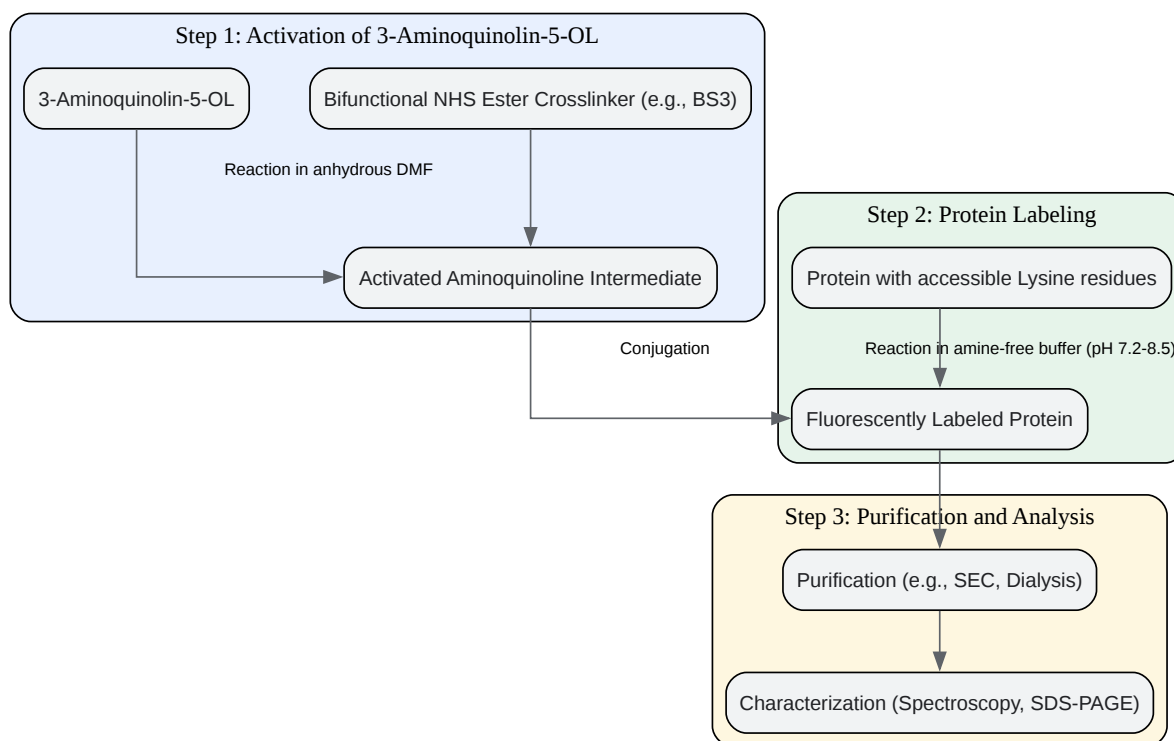 Step 1: Activation of 3-Aminoquinolin-5-OL
3-Aminoquinolin-5-OL
Bifunctional NHS Ester Crosslinker (e.g., BS3)
Reaction in anhydrous DMF
Activated Aminoquinoline Intermediate
Step 2: Protein Labeling
Protein with accessible Lysine residues
Conjugation
Reaction in amine-free buffer (pH 7.2-8.5)
Fluorescently Labeled Protein
Step 3: Purification and Analysis
Purification (e.g., SEC, Dialysis)
Characterization (Spectroscopy, SDS-PAGE)